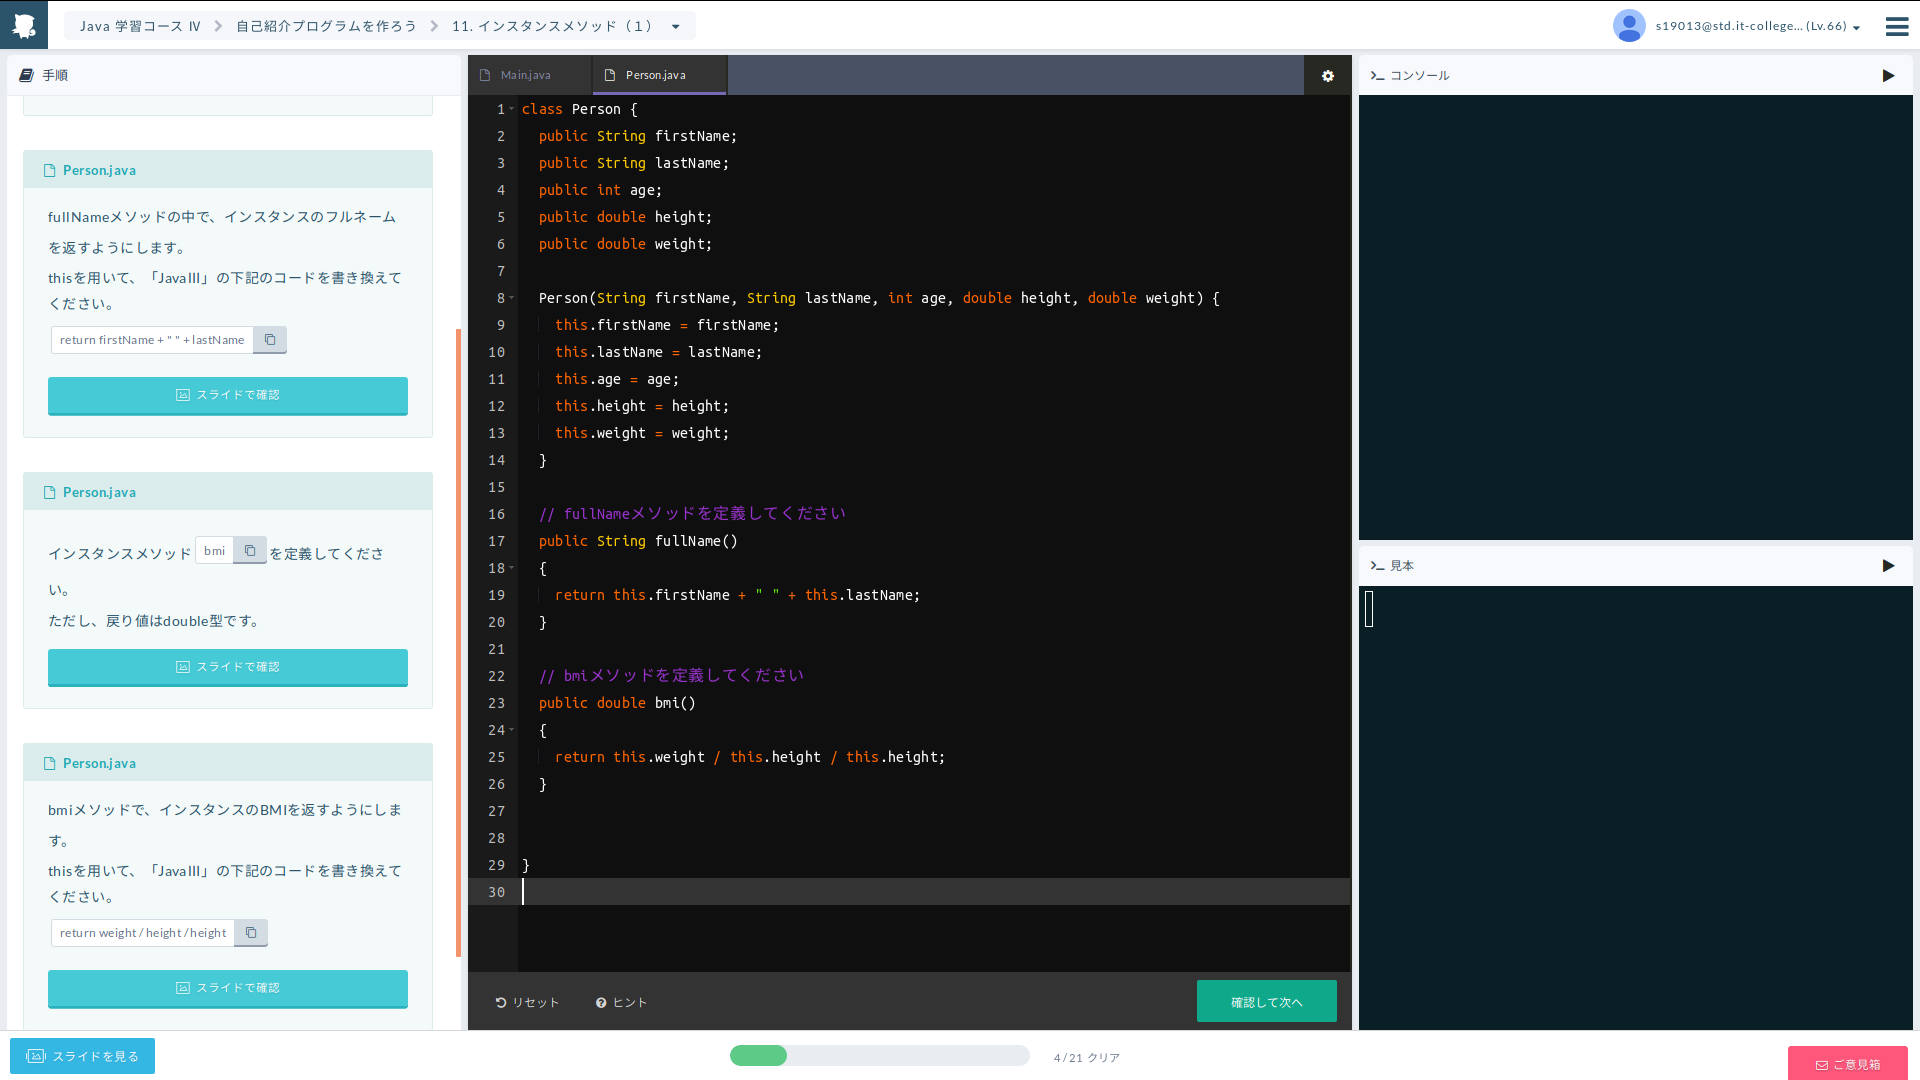 Java 学習コース Ⅳ
自己紹介プログラムを作ろう
11. インスタンスメソッド（１）
s19013@std.it-college... (Lv.66)
手順
Person.java
fullNameメソッドの中で、インスタンスのフルネーム
を返すようにします。
thisを用いて、「JavaⅢ」の下記のコードを書き換えて
ください。
return firstName + " " + lastName
スライドで確認
Person.java
インスタンスメソッド bmi を定義してくださ
い。
ただし、戻り値はdouble型です。
スライドで確認
Person.java
bmiメソッドで、インスタンスのBMIを返すようにしま
す。
thisを用いて、「JavaⅢ」の下記のコードを書き換えて
ください。
return weight / height / height
スライドで確認
Main.java
Person.java
1 class Person {
2 public String firstName;
3 public String lastName;
4 public int age;
5 public double height;
6 public double weight;
7
8 Person(String firstName, String lastName, int age, double height, double weight) {
9 this.firstName = firstName;
10 this.lastName = lastName;
11 this.age = age;
12 this.height = height;
13 this.weight = weight;
14 }
15
16 // fullNameメソッドを定義してください
17 public String fullName()
18 {
19 return this.firstName + " " + this.lastName;
20 }
21
22 // bmiメソッドを定義してください
23 public double bmi()
24 {
25 return this.weight / this.height / this.height;
26 }
27
28
29 }
30
リセット
ヒント
確認して次へ
コンソール
見本
スライドを見る
4 / 21 クリア
ご意見箱